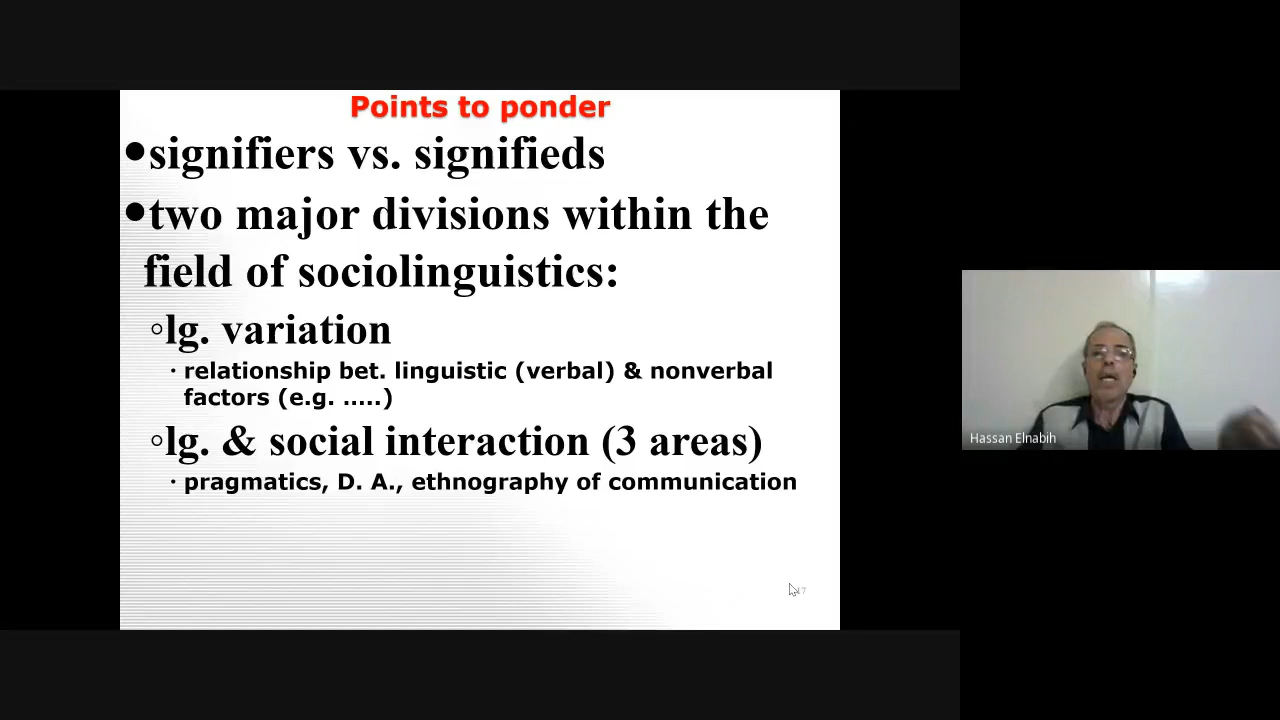 Points to ponder
•signifiers vs. signifieds
•two major divisions within the
field of sociolinguistics:
◦lg. variation
· relationship bet. linguistic (verbal) & nonverbal
factors (e.g. …..)
◦lg. & social interaction (3 areas)
· pragmatics, D. A., ethnography of communication
Hassan Elnabih